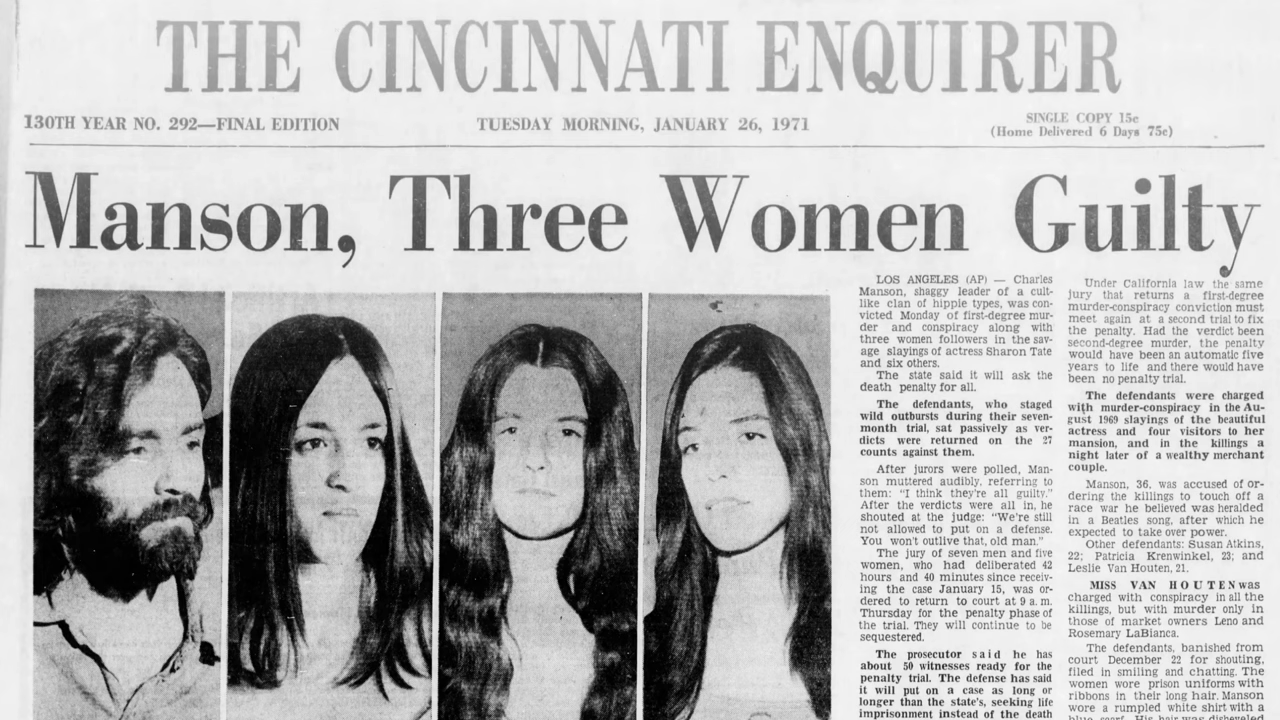 THE CINCINNATI ENQUIRER
130TH YEAR NO. 292—FINAL EDITION
TUESDAY MORNING, JANUARY 26, 1971
SINGLE COPY 15c
(Home Delivered 6 Days 75c)
Manson, Three Women Guilty
LOS ANGELES (AP) — Charles
Manson, shaggy leader of a cult-
like clan of hippie types, was con-
victed Monday of first-degree mur-
der and conspiracy along with
three women followers in the sav-
age slayings of actress Sharon Tate
and six others.
The state said it will ask the
death penalty for all.
The defendants, who staged
wild outbursts during their seven-
month trial, sat passively as ver-
dicts were returned on the 27
counts against them.
After jurors were polled, Man-
son muttered audibly, referring to
them: "I think they're all guilty."
After the verdicts were all in, he
shouted at the judge: "We're still
not allowed to put on a defense.
You won't outlive that, old man."
The jury of seven men and five
women, who had deliberated 42
hours and 40 minutes since receiv-
ing the case January 15, was or-
dered to return to court at 9 a.m.
Thursday for the penalty phase of
the trial. They will continue to be
sequestered.
The prosecutor said he has
about 50 witnesses ready for the
penalty trial. The defense has said
it will put on a case as long or
longer than the state's, seeking life
imprisonment instead of the death
Under California law the same
jury that returns a first-degree
murder-conspiracy conviction must
meet again at a second trial to fix
the penalty. Had the verdict been
second-degree murder, the penalty
would have been an automatic five
years to life and there would have
been no penalty trial.
The defendants were charged
with murder-conspiracy in the Au-
gust 1969 slayings of the beautiful
actress and four visitors to her
mansion, and in the killings a
night later of a wealthy merchant
couple.
Manson, 36, was accused of or-
dering the killings to touch off a
race war he believed was heralded
in a Beatles song, after which he
expected to take over power.
Other defendants: Susan Atkins,
22; Patricia Krenwinkel, 23; and
Leslie Van Houten, 21.
MISS VAN HOUTEN was
charged with conspiracy in all the
killings, but with murder only in
those of market owners Leno and
Rosemary LaBianca.
The defendants, banished from
court December 22 for shouting,
filed in smiling and chatting. The
women wore prison uniforms with
ribbons in their long hair. Manson
wore a rumpled white shirt with a
blue scarf. His hair was disheveled